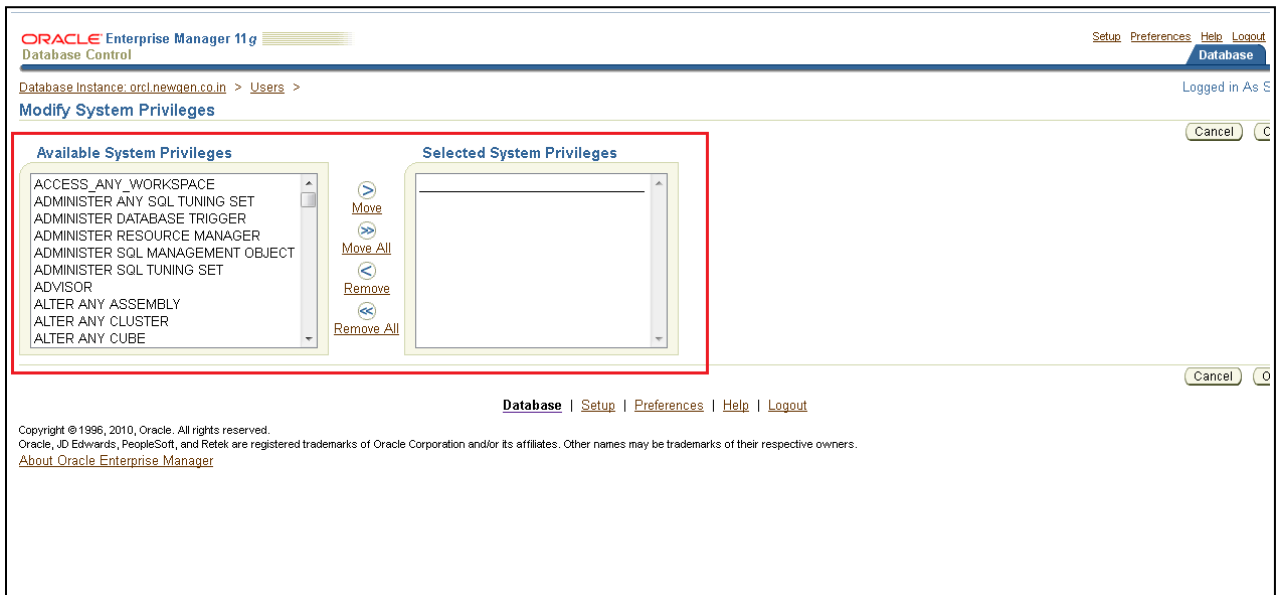 ORACLE Enterprise Manager 11g
Database Control
Setup Preferences Help Logout
Database
Database Instance: orcl.newgen.co.in > Users >
Logged in As S
Modify System Privileges
Cancel
Available System Privileges
Selected System Privileges
ACCESS_ANY_WORKSPACE
ADMINISTER ANY SQL TUNING SET
ADMINISTER DATABASE TRIGGER
ADMINISTER RESOURCE MANAGER
ADMINISTER SQL MANAGEMENT OBJECT
ADMINISTER SQL TUNING SET
ADVISOR
ALTER ANY ASSEMBLY
ALTER ANY CLUSTER
ALTER ANY CUBE
Move
Move All
Remove
Remove All
Cancel O
Database | Setup | Preferences | Help | Logout
Copyright © 1996, 2010, Oracle. All rights reserved.
Oracle, JD Edwards, PeopleSoft, and Retek are registered trademarks of Oracle Corporation and/or its affiliates. Other names may be trademarks of their respective owners.
About Oracle Enterprise Manager